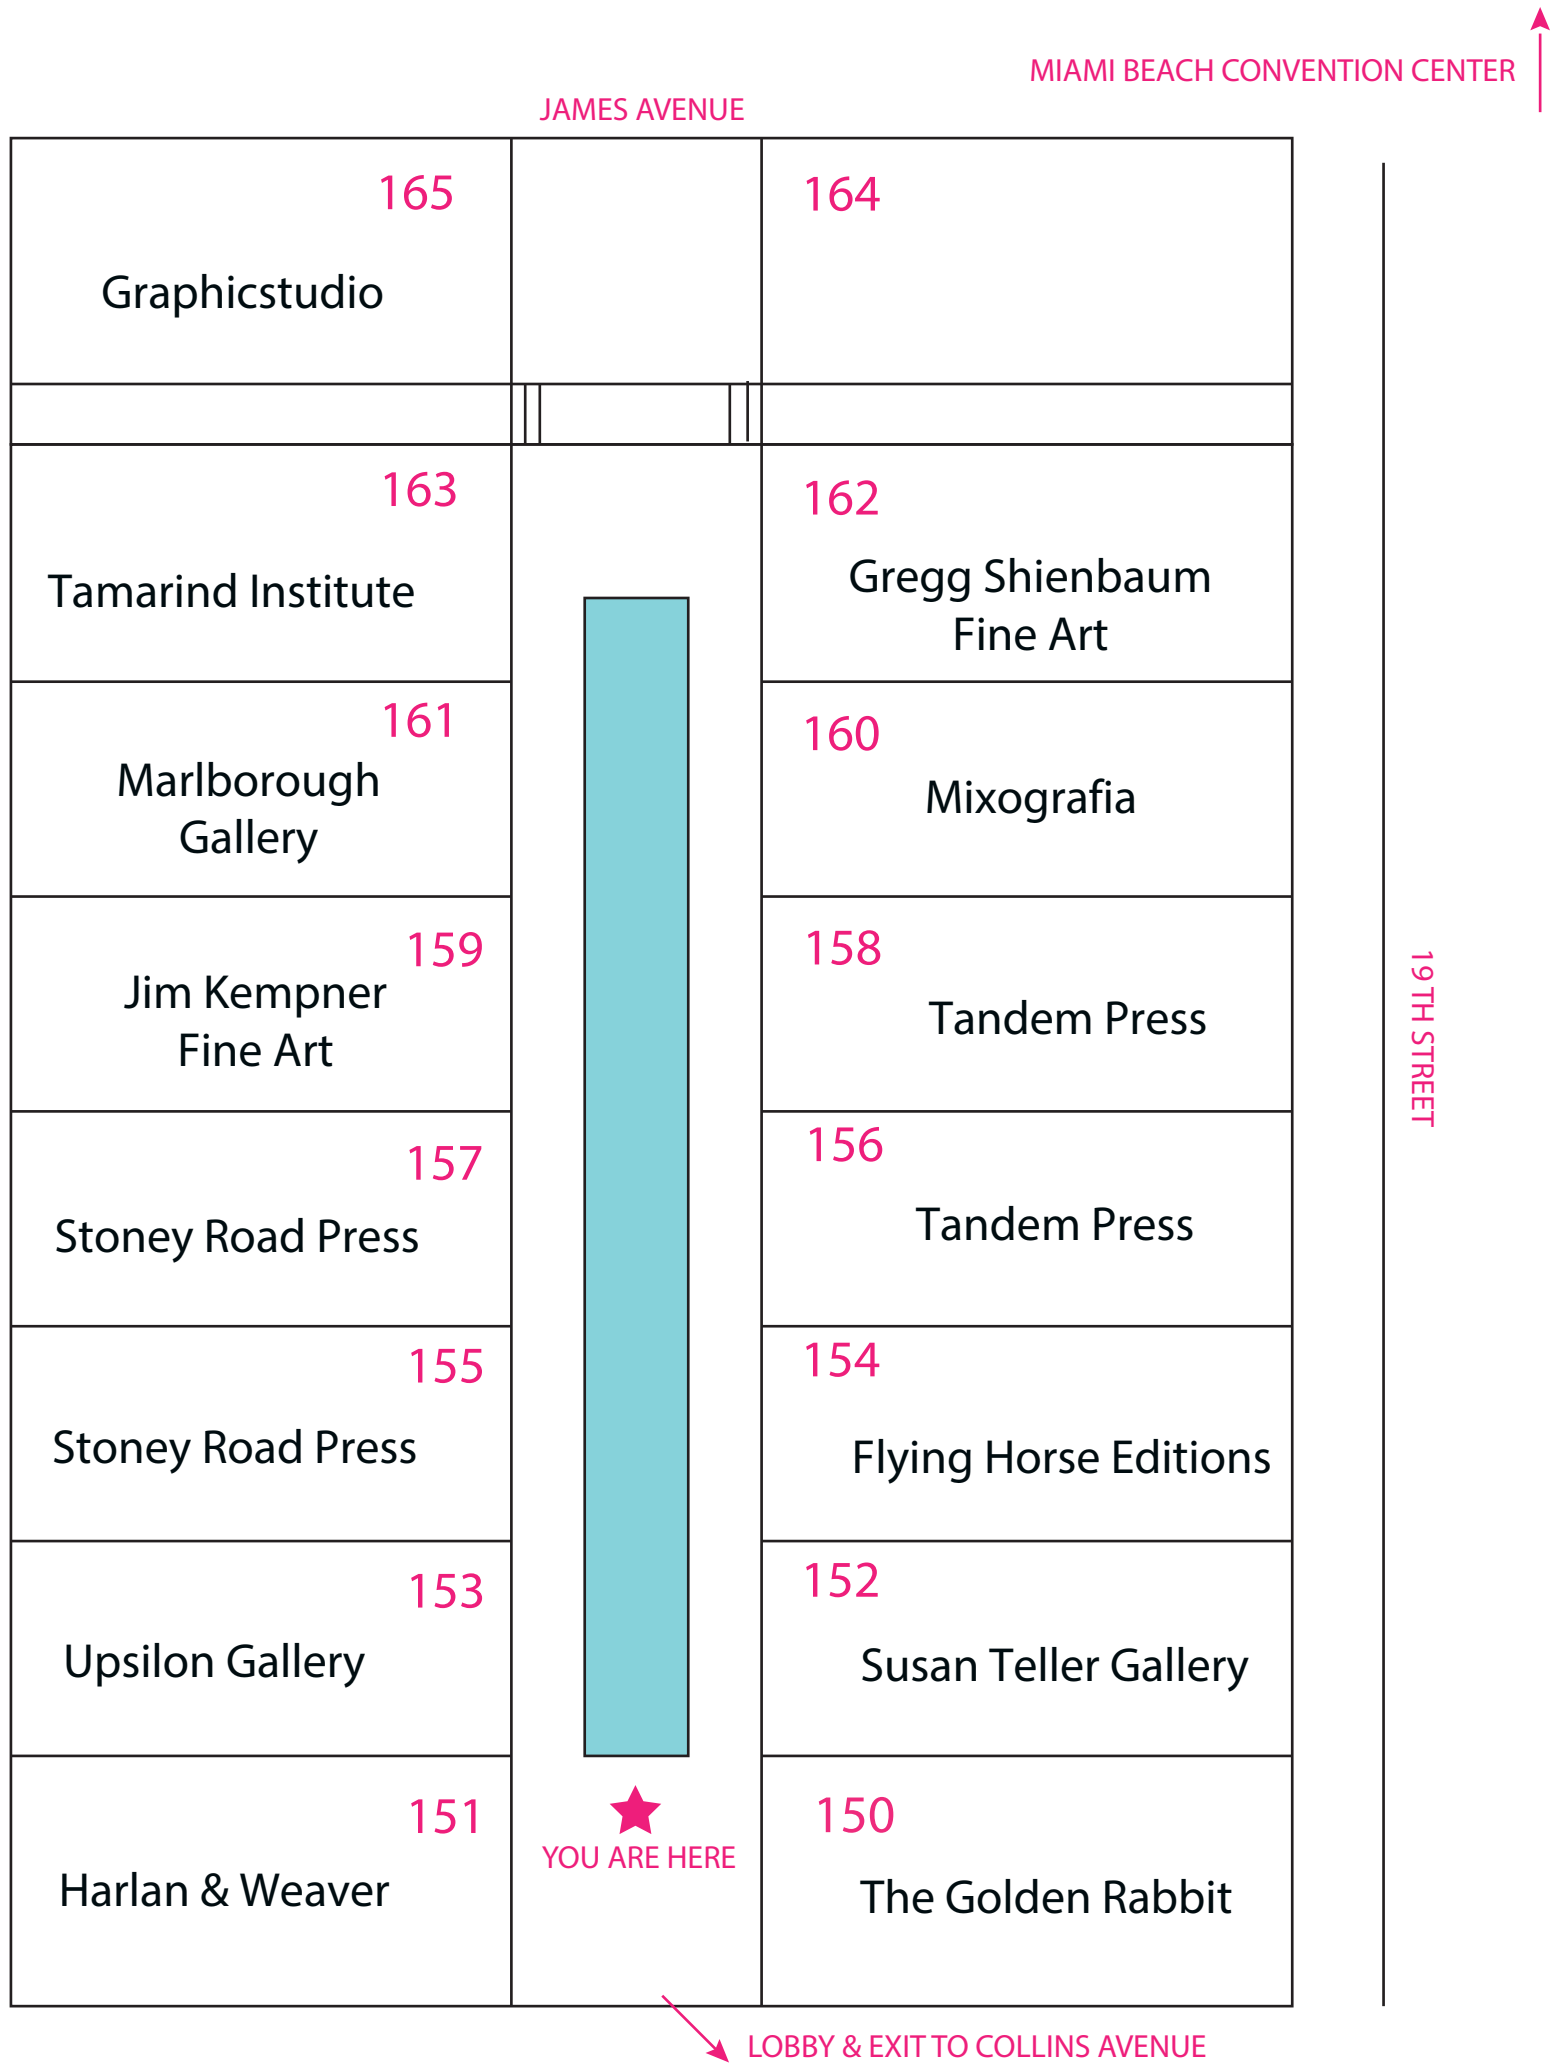 MIAMI BEACH CONVENTION CENTER
JAMES AVENUE
165
Graphicstudio
164
163
Tamarind Institute
162
Gregg Shienbaum
Fine Art
161
Marlborough
Gallery
160
Mixografia
159
Jim Kempner
Fine Art
158
Tandem Press
19 TH STREET
157
Stoney Road Press
156
Tandem Press
155
Stoney Road Press
154
Flying Horse Editions
153
Upsilon Gallery
152
Susan Teller Gallery
151
Harlan & Weaver
YOU ARE HERE
150
The Golden Rabbit
LOBBY & EXIT TO COLLINS AVENUE